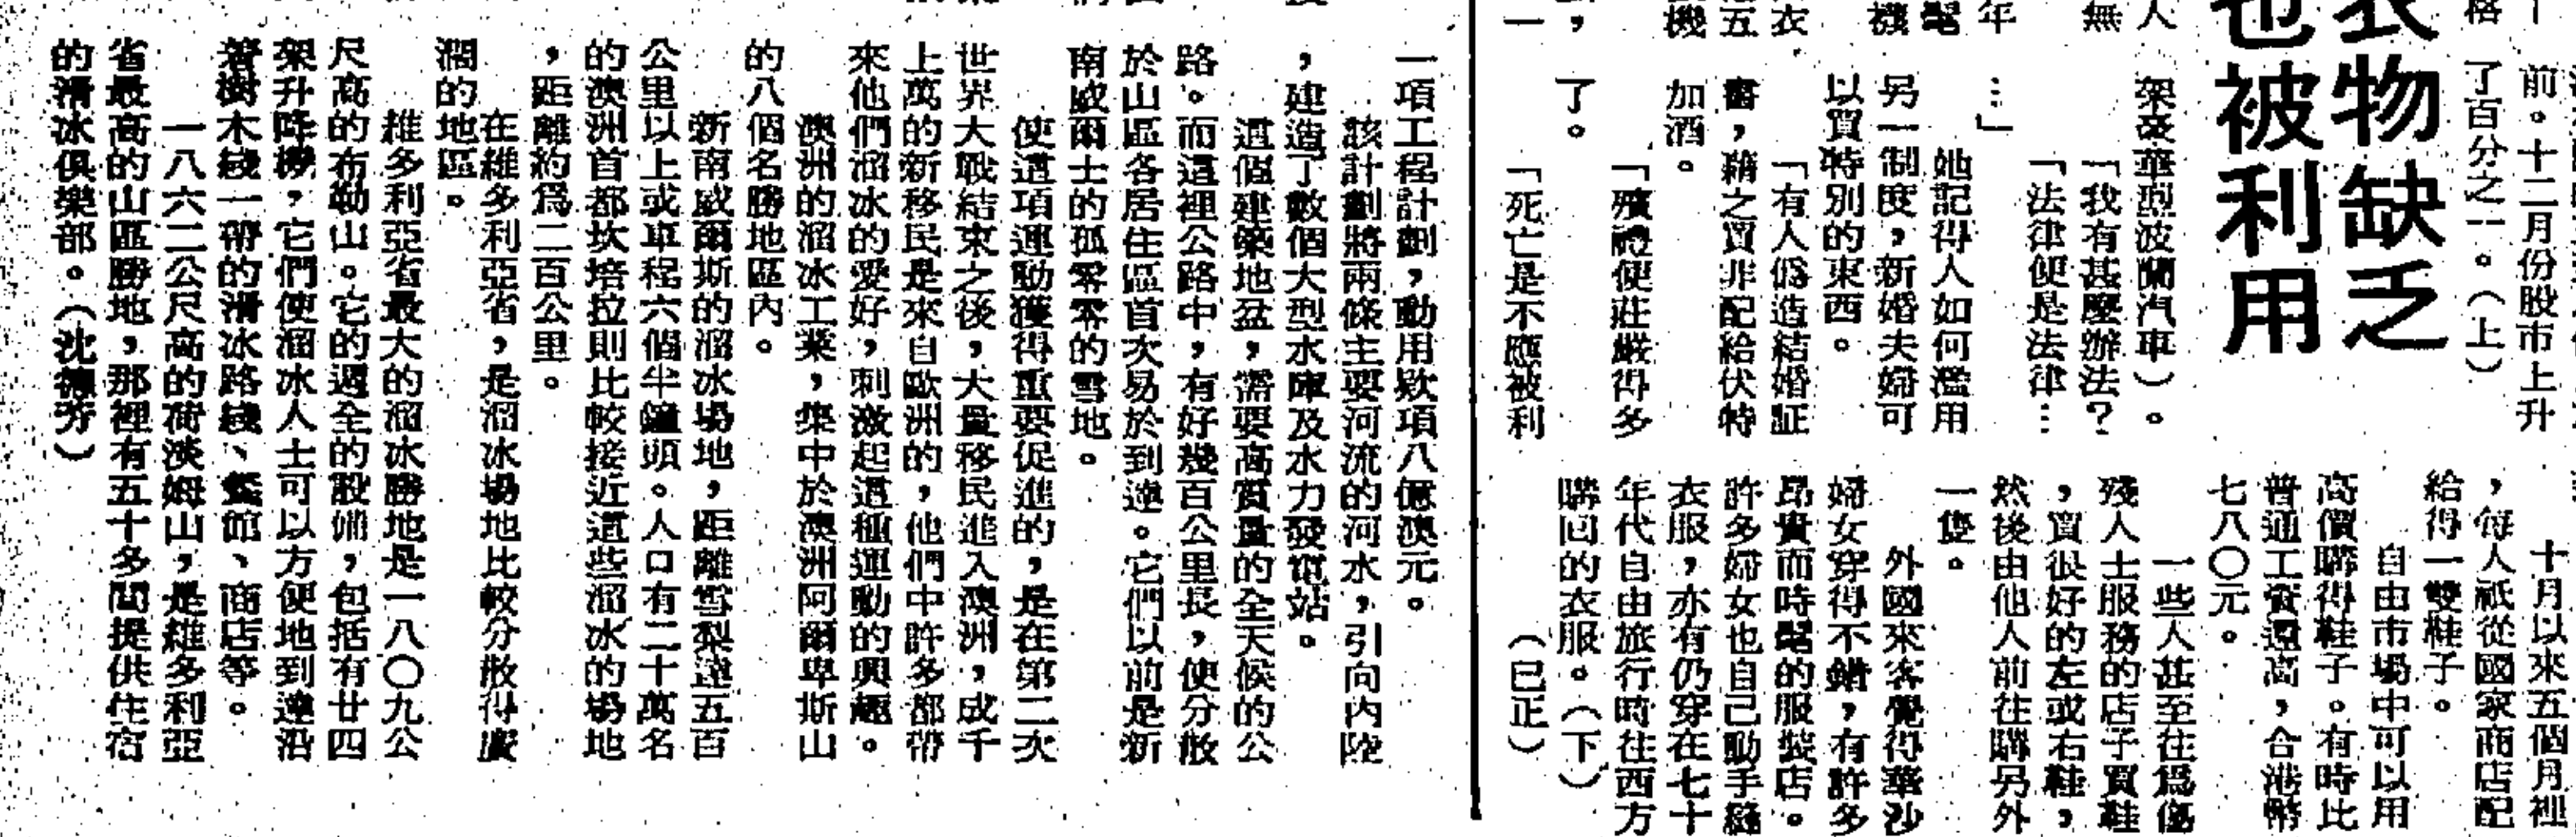 前。十二月份股市上升
了百分之一。（上）
衣物缺乏
也被利用
人
無
年
機
衣
五
機
，
一
架豪華型波蘭汽車）。
「我有甚麼辦法？
「法律便是法律…
…」
她記得人如何濫用
另一制度，新婚夫婦可
以買特別的東西。
「有人僞造結婚証
書，藉之買非配給伏特
加酒。
「殯禮便莊嚴得多
了。
「死亡是不應被利
十月以來五個月裡
，每人祇從國家商店配
給得一雙鞋子。
自由市場中可以用
高價購得鞋子。有時比
普通工資還高，合港幣
七八〇元。
一些人甚至往爲傷
殘人士服務的店子買鞋
，買很好的左或右鞋，
然後由他人前往購另外
一隻。
外國來客覺得華沙
婦女穿得不錯，有許多
昂貴而時髦的服裝店。
許多婦女也自己動手縫
衣服，亦有仍穿在七十
年代自由旅行時往西方
購回的衣服。（下）
（巳正）
一項工程計劃，動用欵項八億澳元。
該計劃將兩條主要河流的河水，引向內陸
，建造了數個大型水庫及水力發電站。
這個建築地盆，需要高質量的全天候的公
路。而這裡公路中，有好幾百公里長，使分散
於山區各居住區首次易於到達。它們以前是新
南威爾士的孤零零的雪地。
使這項運動獲得重要促進的，是在第二次
世界大戰結束之後，大量移民進入澳洲，成千
上萬的新移民是來自歐洲的，他們中許多都帶
來他們溜冰的愛好，刺激起這種運動的興趣。
澳洲的溜冰工業，集中於澳洲阿爾卑斯山
的八個名勝地區內。
新南威爾斯的溜冰場地，距離雪梨達五百
公里以上或車程六個半鐘頭。人口有二十萬名
的澳洲首都坎培拉則比較接近這些溜冰的場地
，距離約爲二百公里。
在維多利亞省，是溜冰場地比較分散得廣
濶的地區。
維多利亞省最大的溜冰勝地是一八〇九公
尺高的布勒山。它的週全的設備，包括有廿四
架升降機，它們使溜冰人士可以方便地到達沿
着樹木綫一帶的滑冰路綫、餐館、商店等。
一八六二公尺高的荷淡姆山，是維多利亞
省最高的山區勝地，那裡有五十多間提供住宿
的滑冰俱樂部。（沈德芬）